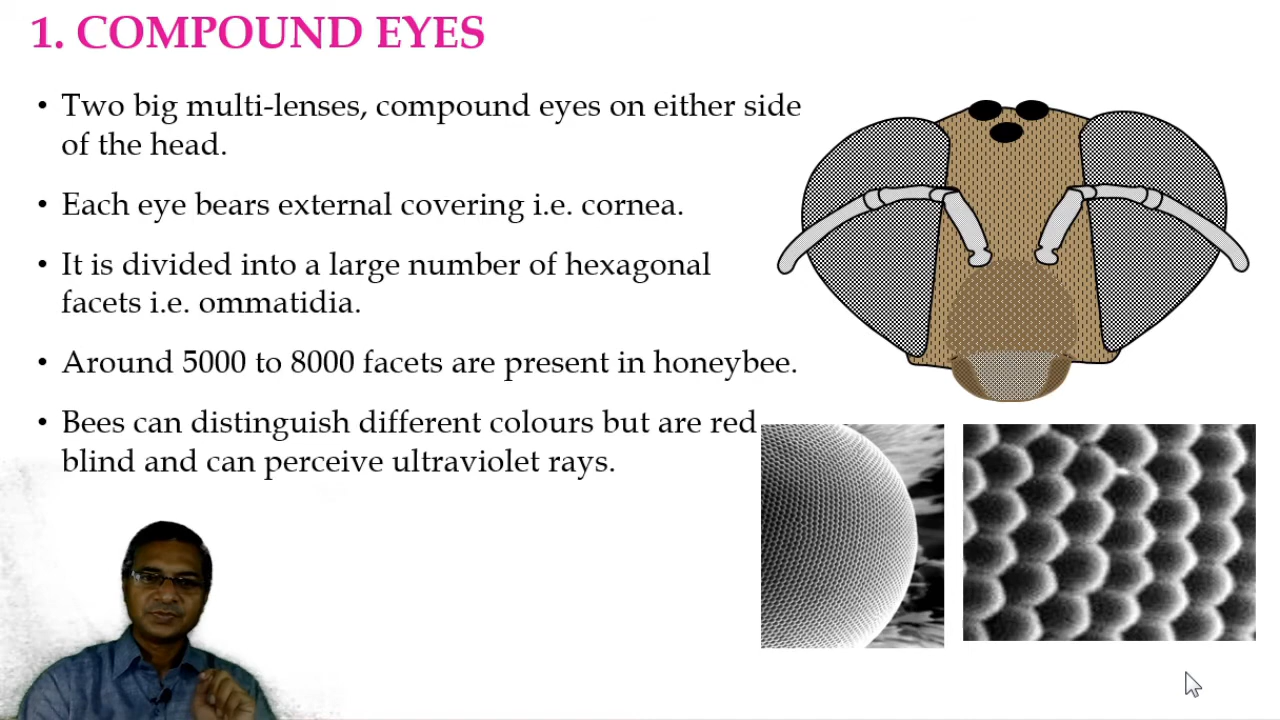 1. COMPOUND EYES
• Two big multi-lenses, compound eyes on either side
of the head.
• Each eye bears external covering i.e. cornea.
• It is divided into a large number of hexagonal
facets i.e. ommatidia.
• Around 5000 to 8000 facets are present in honeybee.
• Bees can distinguish different colours but are red
blind and can perceive ultraviolet rays.